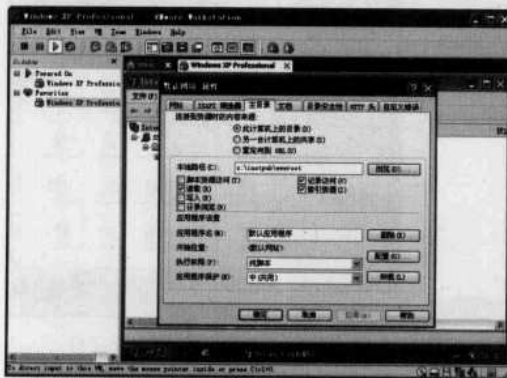 Windows XP Professional - VMware Workstation
File Edit View VM Team Windows Help
Powered On
Windows XP Professio
Favorites
Windows XP Professio
Windows XP Professional
文件(F)
默认网站 属性
网站 ISAPI 筛选器 主目录 文档 目录安全性 HTTP 头 自定义错误
连接到资源时的内容来源:
此计算机上的目录(D)
另一台计算机上的共享(S)
重定向到 URL(U)
本地路径(C): c:\inetpub\wwwroot 浏览(O)...
脚本资源访问(T) 记录访问(V)
读取(R) 索引资源(I)
写入(W)
目录浏览(B)
应用程序设置
应用程序名(M): 默认应用程序 删除(E)
开始位置: <默认网站>
执行权限(P): 纯脚本 配置(G)...
应用程序保护(N): 中(共用) 卸载(L)
确定 取消 应用(A) 帮助
To direct input to this VM, move the mouse pointer inside or press Ctrl+G.